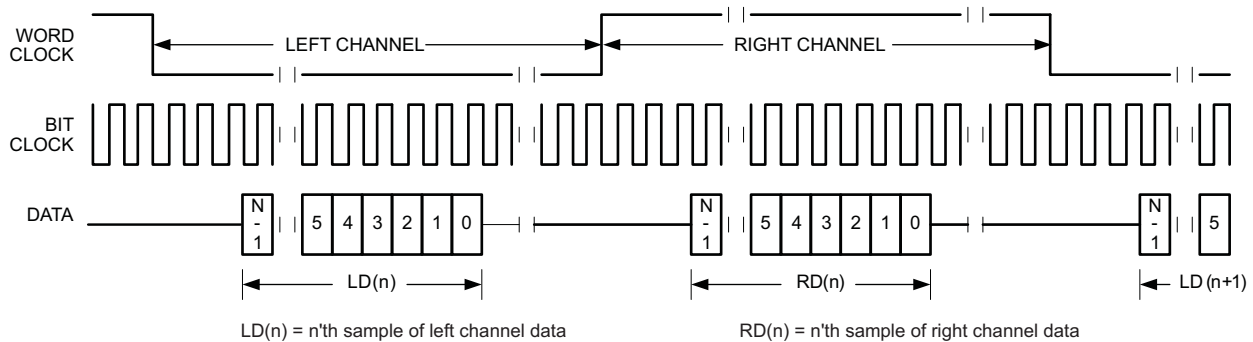 WORD
CLOCK
LEFT CHANNEL
RIGHT CHANNEL
BIT
CLOCK
DATA
N
-
1
5 4 3 2 1 0
N
-
1
5 4 3 2 1 0
N
-
1
5
LD(n)
RD(n)
LD (n+1)
LD(n) = n'th sample of left channel data
RD(n) = n'th sample of right channel data